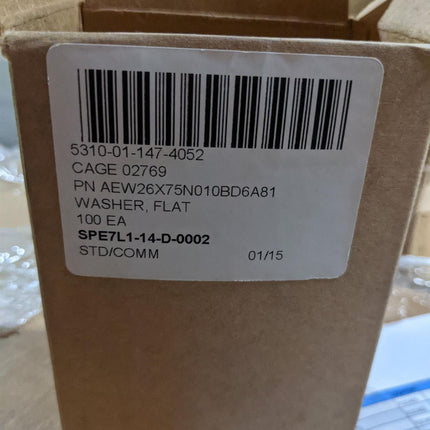 5310-01-147-4052
CAGE 02769
PN AEW26X75N010BD6A81
WASHER, FLAT
100 EA
SPE7L1-14-D-0002
STD/COMM 01/15